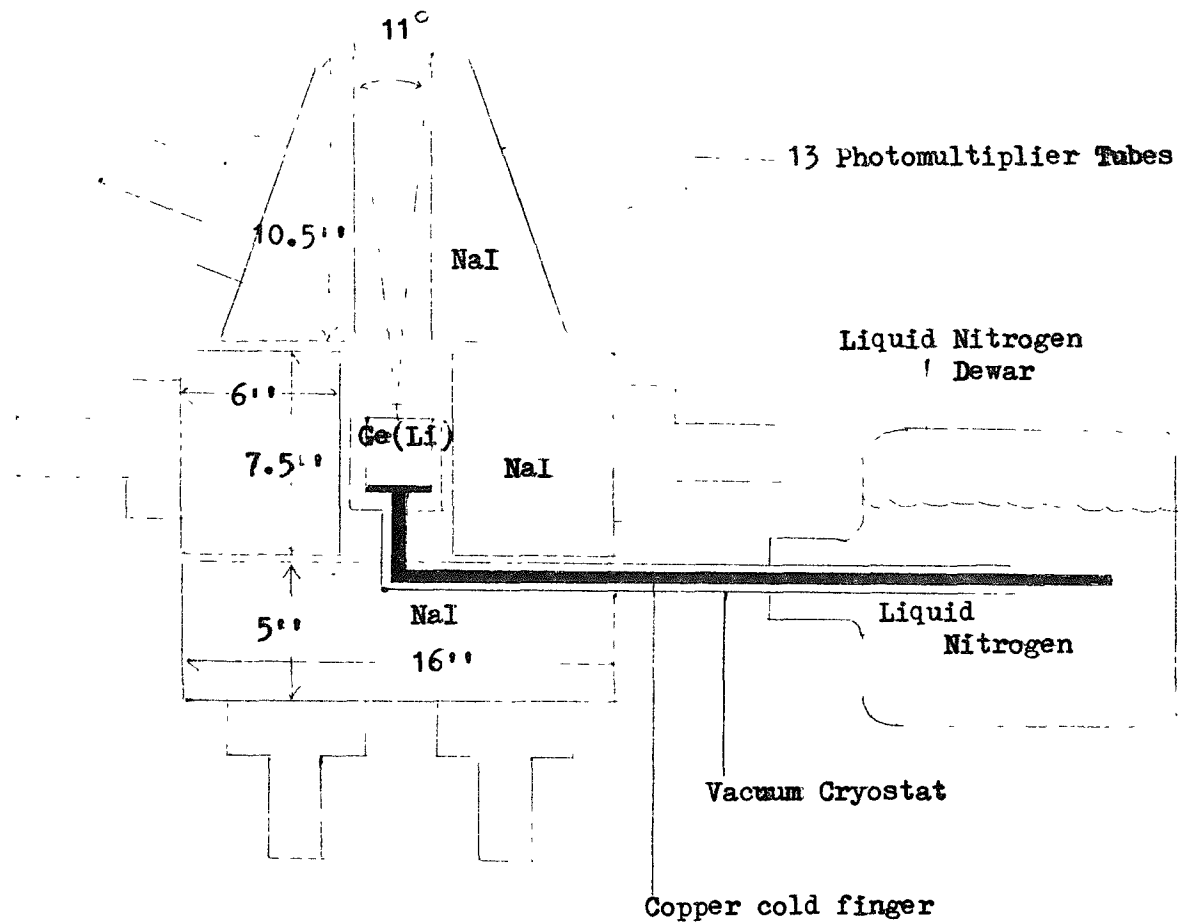 11°
13 Photomultiplier Tubes
10.5''
NaI
Liquid Nitrogen
Dewar
6''
Ge(Li)
7.5''
NaI
5''
NaI
16''
Liquid
Nitrogen
Vacuum Cryostat
Copper cold finger